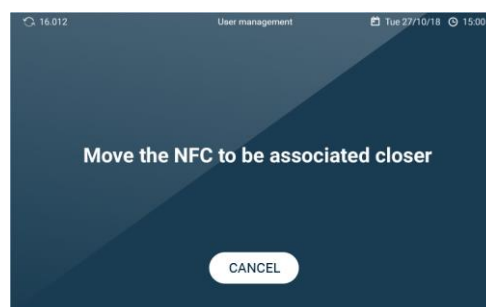 16.012 User management Tue 27/10/18 15:00
Move the NFC to be associated closer
CANCEL